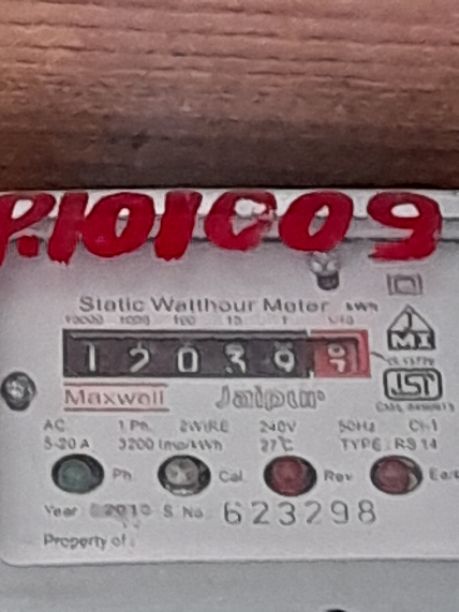 P.101009
Static Watthour Meter kWh
10000 1000 100 10 1 1/10
1 2 0 3 9 9
Maxwell Jaipur
AC 1 Ph. 2WIRE 240V 50Hz Cl-1
5-20 A 3200 Imp/kWh 27°C TYPE : RS 14
Ph Cal Rev
Year 2010 S No. 623298
Property of :